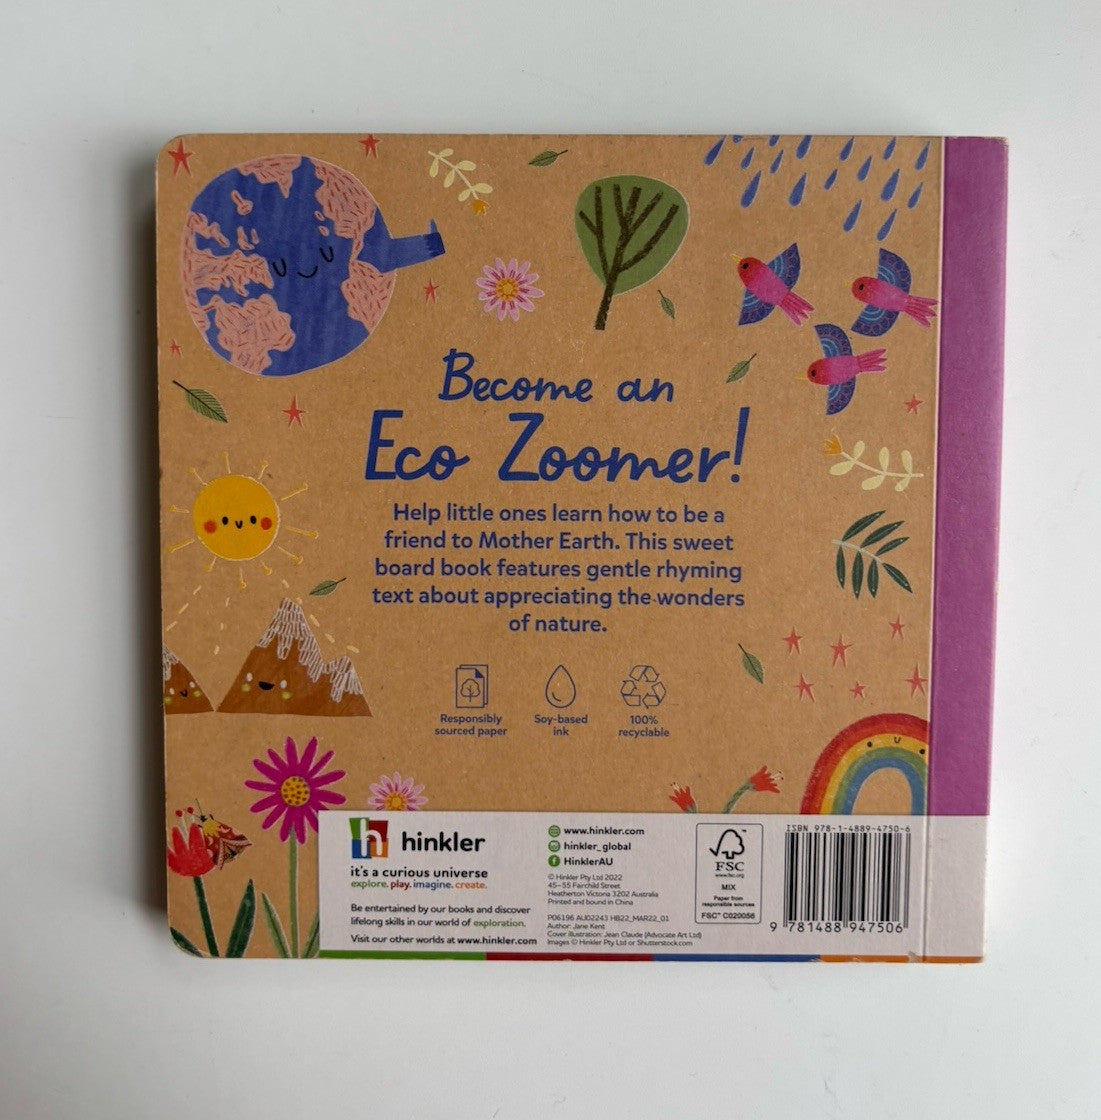 Become an
Eco Zoomer!
Help little ones learn how to be a
friend to Mother Earth. This sweet
board book features gentle rhyming
text about appreciating the wonders
of nature.
Responsibly
sourced paper
Soy-based
ink
100%
recyclable
h hinkler
it's a curious universe
explore. play. imagine. create.
Be entertained by our books and discover
lifelong skills in our world of exploration.
Visit our other worlds at www.hinkler.com
www.hinkler.com
hinkler_global
HinklerAU
© Hinkler Pty Ltd 2022
45–55 Fairchild Street
Heatherton Victoria 3202 Australia
Printed and bound in China
P06196 AU02243 HB22_MAR22_01
Author: Jane Kent
Cover illustration: Jean Claude (Advocate Art Ltd)
Images © Hinkler Pty Ltd or Shutterstock.com
FSC
www.fsc.org
MIX
Paper from
responsible sources
FSC™ C020056
ISBN 978-1-4889-4750-6
9 781488 947506